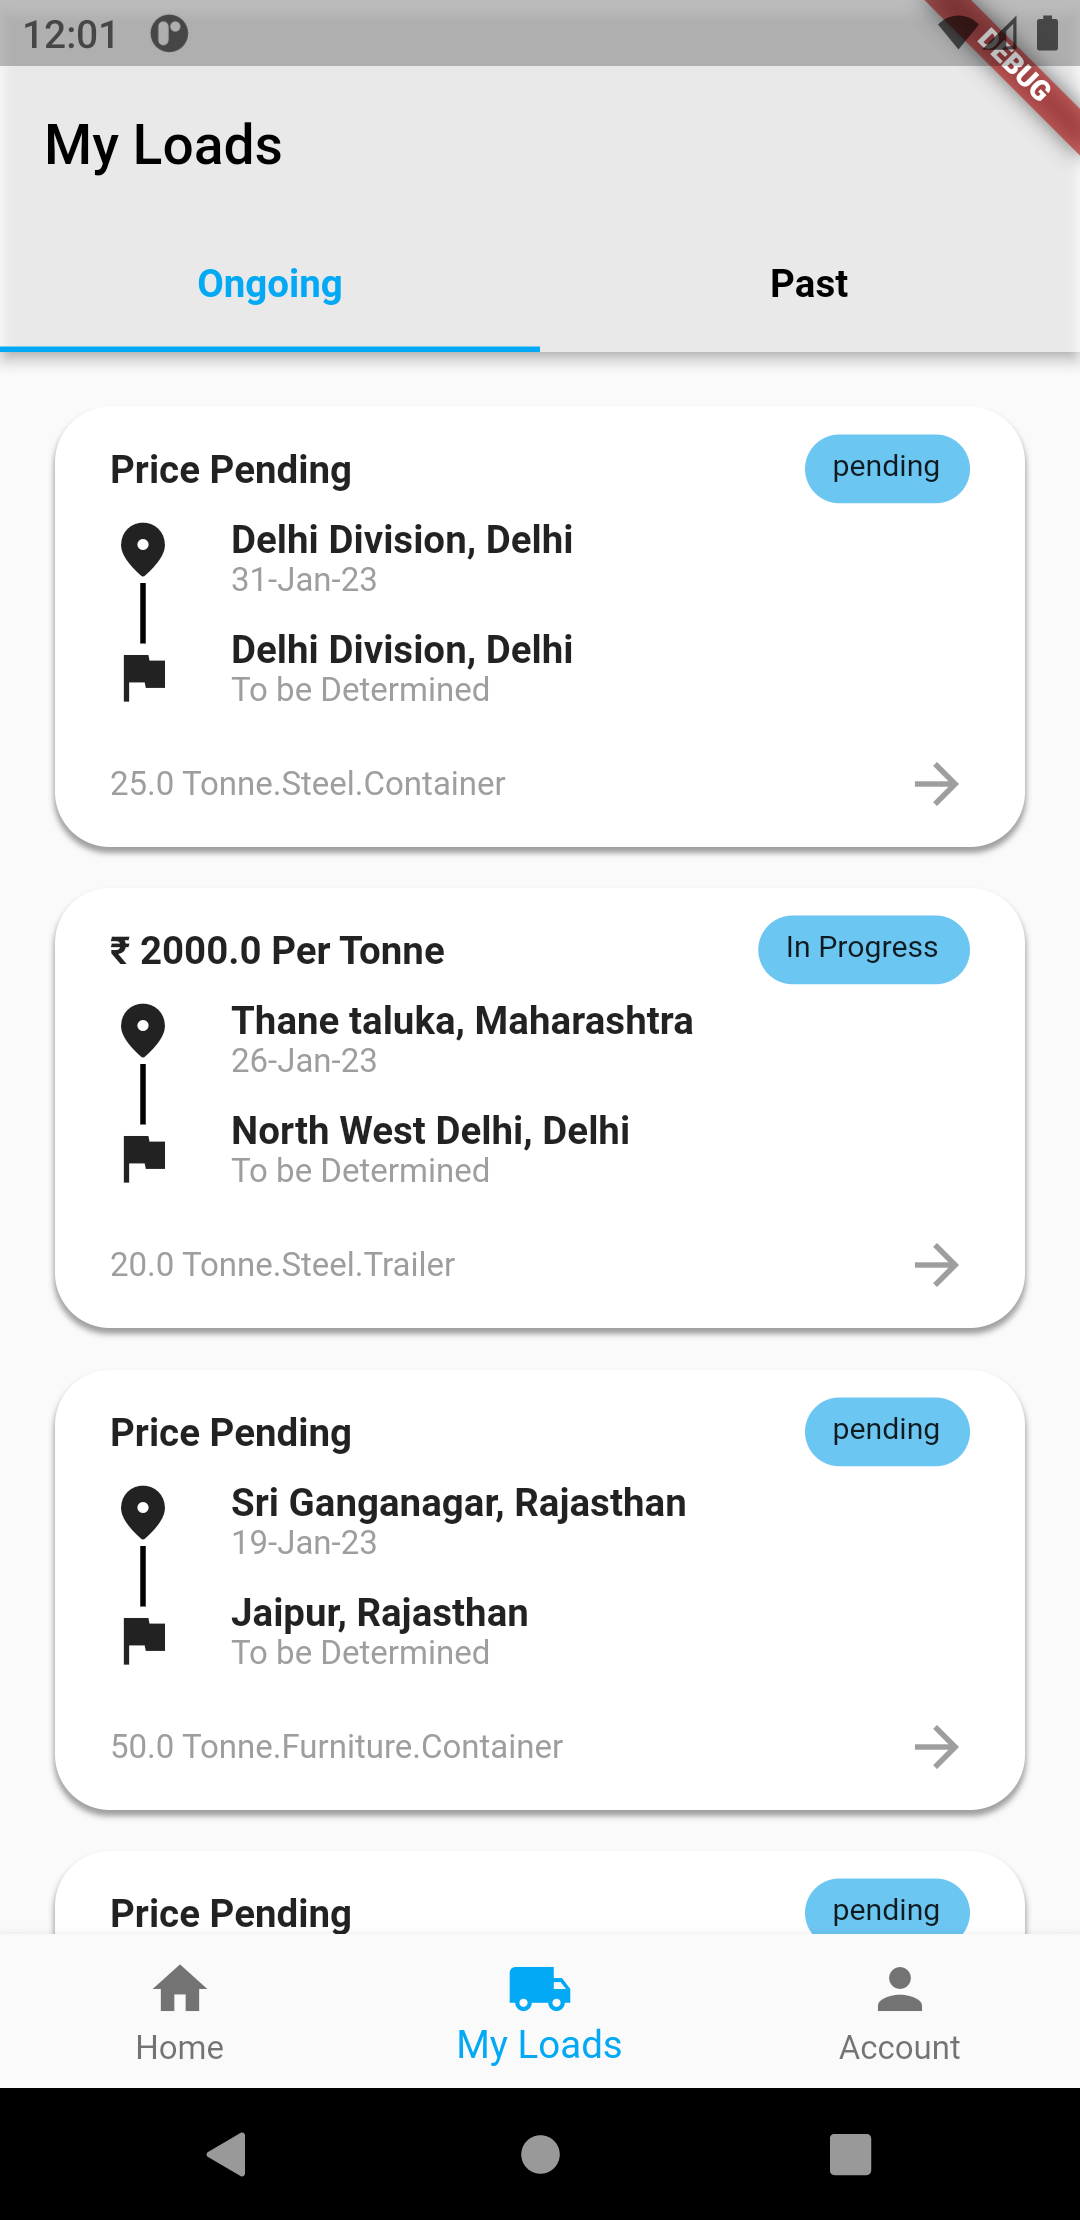 12:01
DEBUG
My Loads
Ongoing Past
Price Pending pending
Delhi Division, Delhi
31-Jan-23
Delhi Division, Delhi
To be Determined
25.0 Tonne.Steel.Container
₹ 2000.0 Per Tonne In Progress
Thane taluka, Maharashtra
26-Jan-23
North West Delhi, Delhi
To be Determined
20.0 Tonne.Steel.Trailer
Price Pending pending
Sri Ganganagar, Rajasthan
19-Jan-23
Jaipur, Rajasthan
To be Determined
50.0 Tonne.Furniture.Container
Price Pending pending
Home My Loads Account